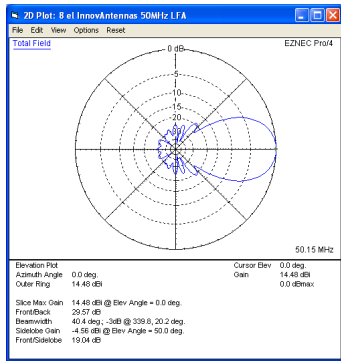 2D Plot: 8 el InnovAntennas 50MHz LFA
File Edit View Options Reset
Total Field
EZNEC Pro/4
0 dB
-5
-10
-15
-20
-30
50.15 MHz
Elevation Plot
Cursor Elev 0.0 deg.
Azimuth Angle 0.0 deg.
Gain 14.48 dBi
Outer Ring 14.48 dBi
0.0 dBmax
Slice Max Gain 14.48 dBi @ Elev Angle = 0.0 deg.
Front/Back 29.57 dB
Beamwidth 40.4 deg.; -3dB @ 339.8, 20.2 deg.
Sidelobe Gain -4.56 dBi @ Elev Angle = 50.0 deg.
Front/Sidelobe 19.04 dB